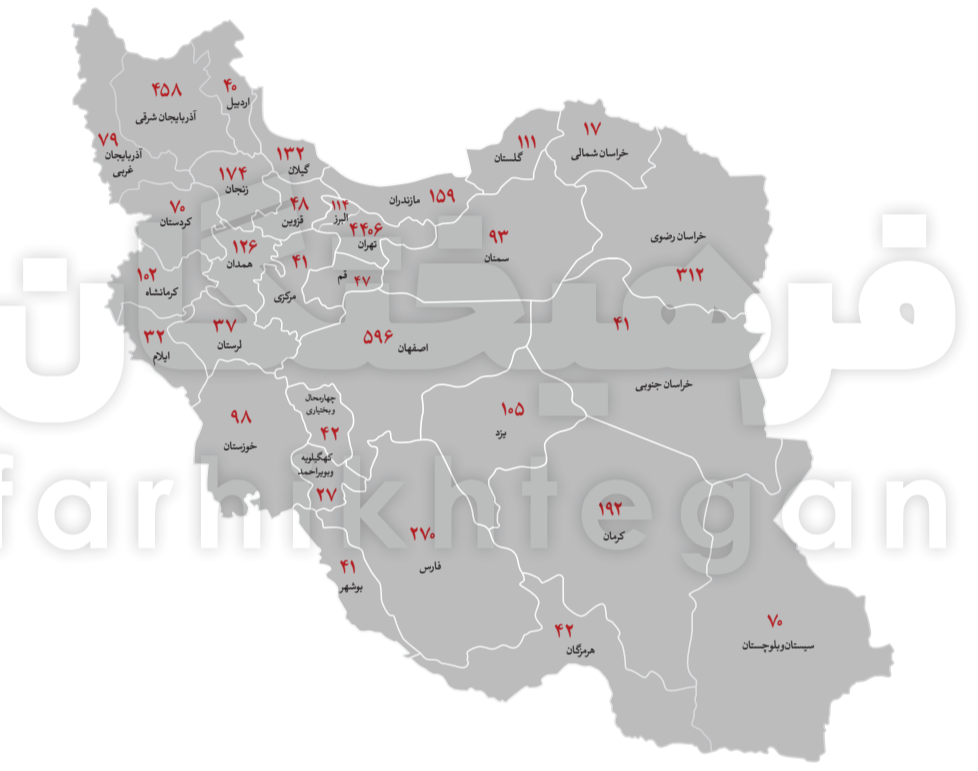 ۴۵۸
آذربایجان شرقی
۴۰
اردبیل
۷۹
آذربایجان
غربی
۱۳۲
گیلان
۱۷۴
زنجان
۱۱۱
گلستان
۱۷
خراسان شمالی
۷۰
کردستان
۴۸
قزوین
۱۱۴
البرز
۱۵۹ مازندران
۴۴۰۶
تهران
۹۳
سمنان
خراسان رضوی
۳۱۲
۱۲۶
همدان
۴۱
مرکزی
قم ۴۷
۱۰۲
کرمانشاه
۳۲
ایلام
۳۷
لرستان
۵۹۶ اصفهان
۴۱
خراسان جنوبی
فرهیختگان
۹۸
خوزستان
چهارمحال
وبختیاری
۴۲
کهگیلویه
وبویراحمد
۲۷
۱۰۵
یزد
farhikhtegan
۲۷۰
فارس
۱۹۲
کرمان
۴۱
بوشهر
۴۲
هرمزگان
۷۰
سیستان‌وبلوچستان